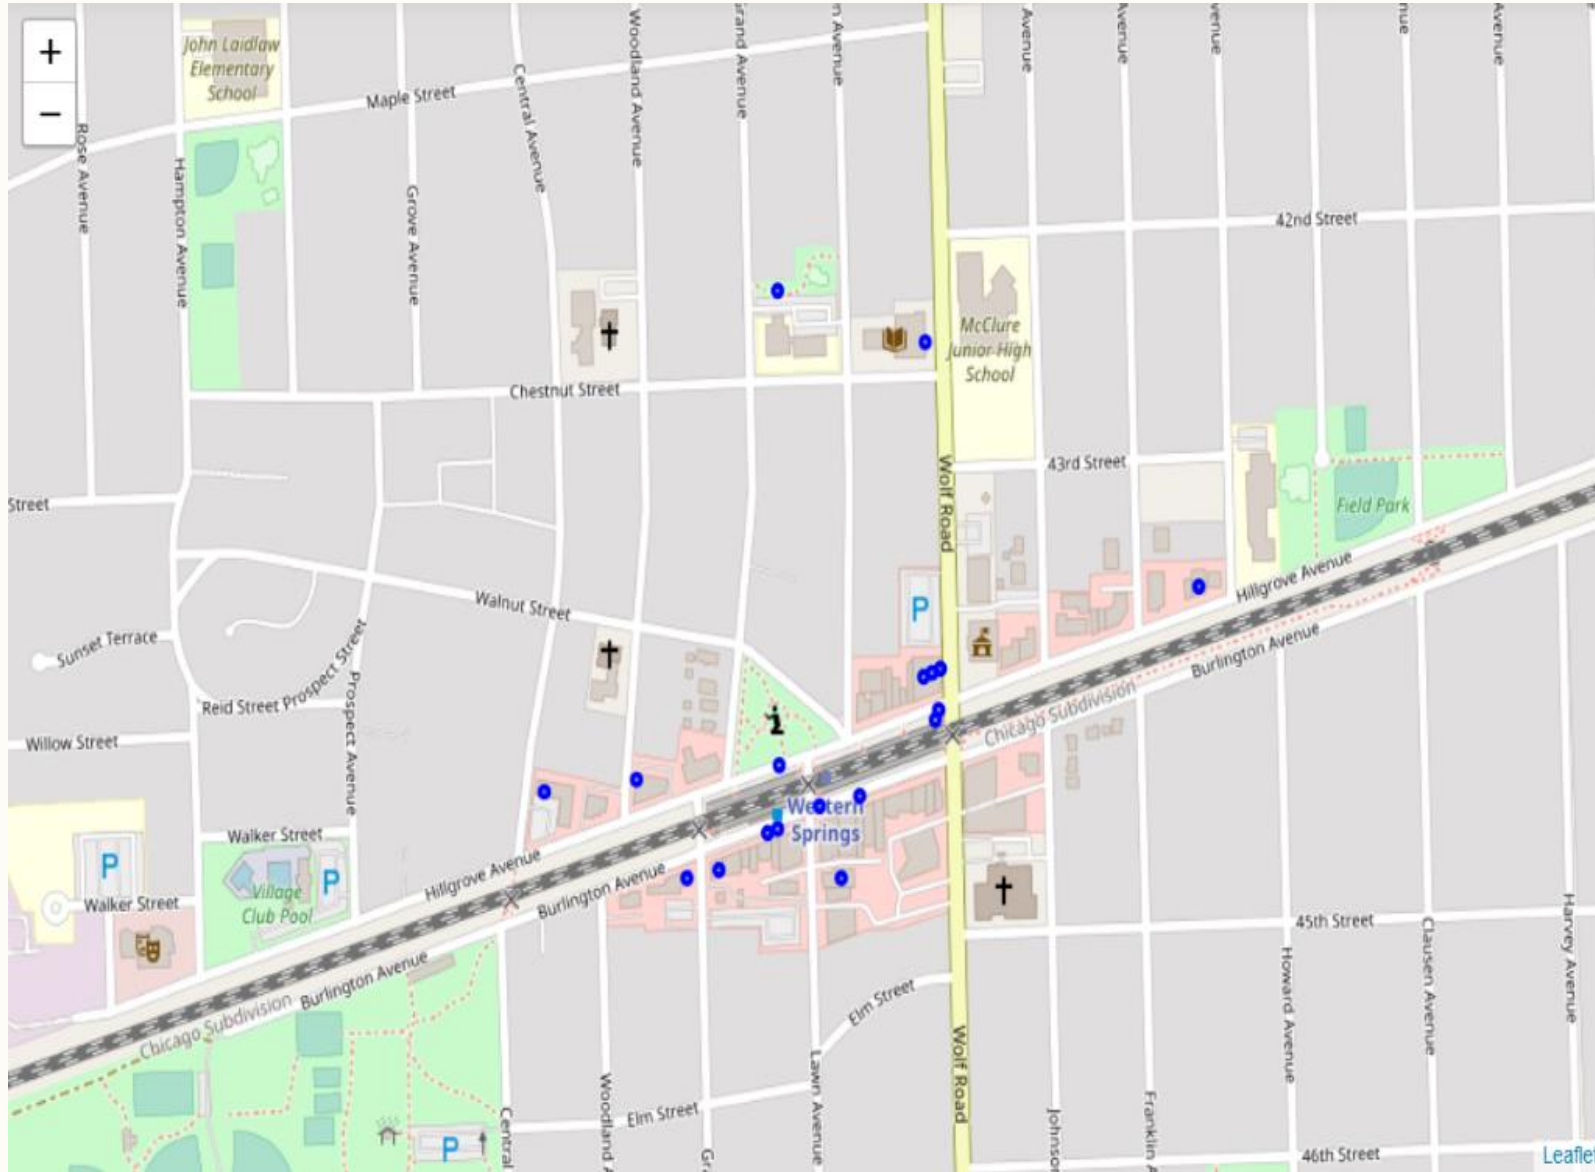 +
−
John Laidlaw
Elementary
School
Maple Street
Rose Avenue
Hampton Avenue
Grove Avenue
Central Avenue
Woodland Avenue
Grand Avenue
Avenue
Avenue
Avenue
Avenue
42nd Street
McClure
Junior High
School
Chestnut Street
43rd Street
Wolf Road
Field Park
Street
Walnut Street
Hillgrove Avenue
Burlington Avenue
Sunset Terrace
Prospect Street
Reid Street
Prospect Avenue
Willow Street
P
Chicago Subdivision
Western
Springs
Walker Street
P
P
Village
Club Pool
Walker Street
Hillgrove Avenue
Burlington Avenue
45th Street
Burlington Avenue
Chicago Subdivision
Elm Street
Howard Avenue
Clausen Avenue
Harvey Avenue
Wolf Road
Lawn Avenue
Elm Street
Woodland A
Central
Gra
Johnson
Franklin A
P
46th Street
Leafle